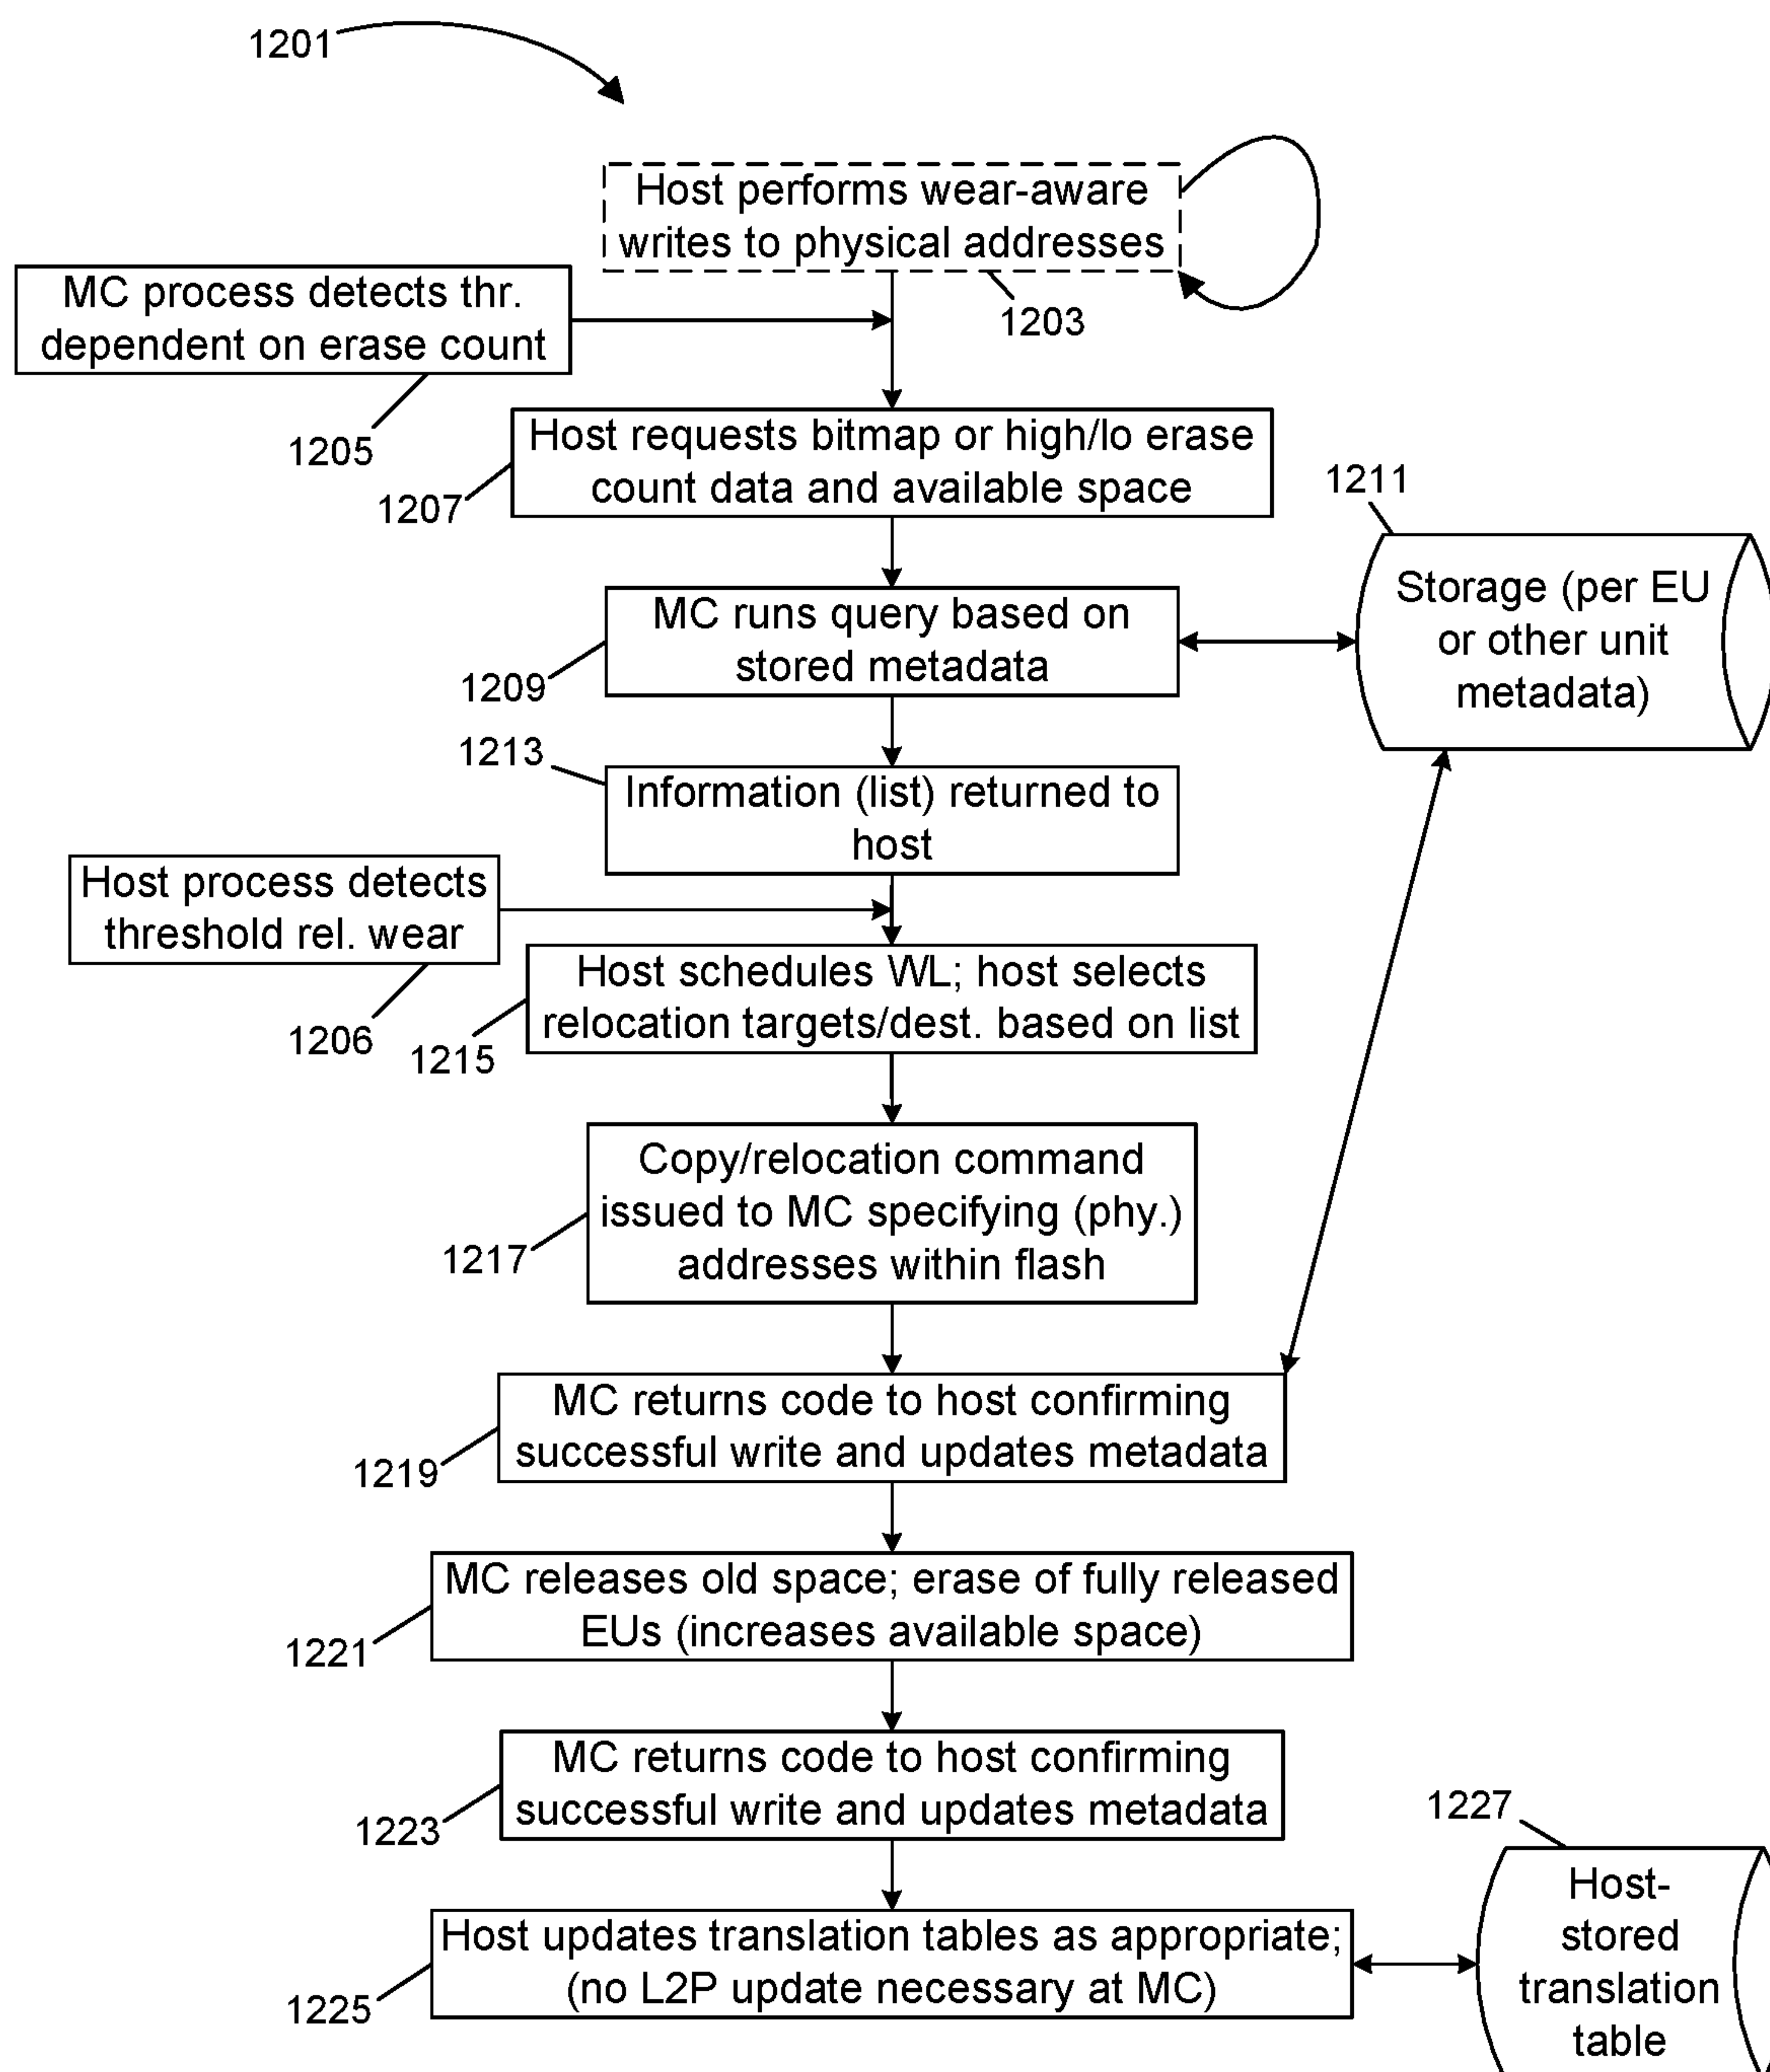 1201
Host performs wear-aware
writes to physical addresses
1203
MC process detects thr.
dependent on erase count
1205
Host requests bitmap or high/lo erase
count data and available space
1207
1211
Storage (per EU
or other unit
metadata)
MC runs query based on
stored metadata
1209
1213
Information (list) returned to
host
Host process detects
threshold rel. wear
1206
Host schedules WL; host selects
relocation targets/dest. based on list
1215
Copy/relocation command
issued to MC specifying (phy.)
addresses within flash
1217
MC returns code to host confirming
successful write and updates metadata
1219
MC releases old space; erase of fully released
EUs (increases available space)
1221
MC returns code to host confirming
successful write and updates metadata
1223
1227
Host-
stored
translation
table
Host updates translation tables as appropriate;
(no L2P update necessary at MC)
1225